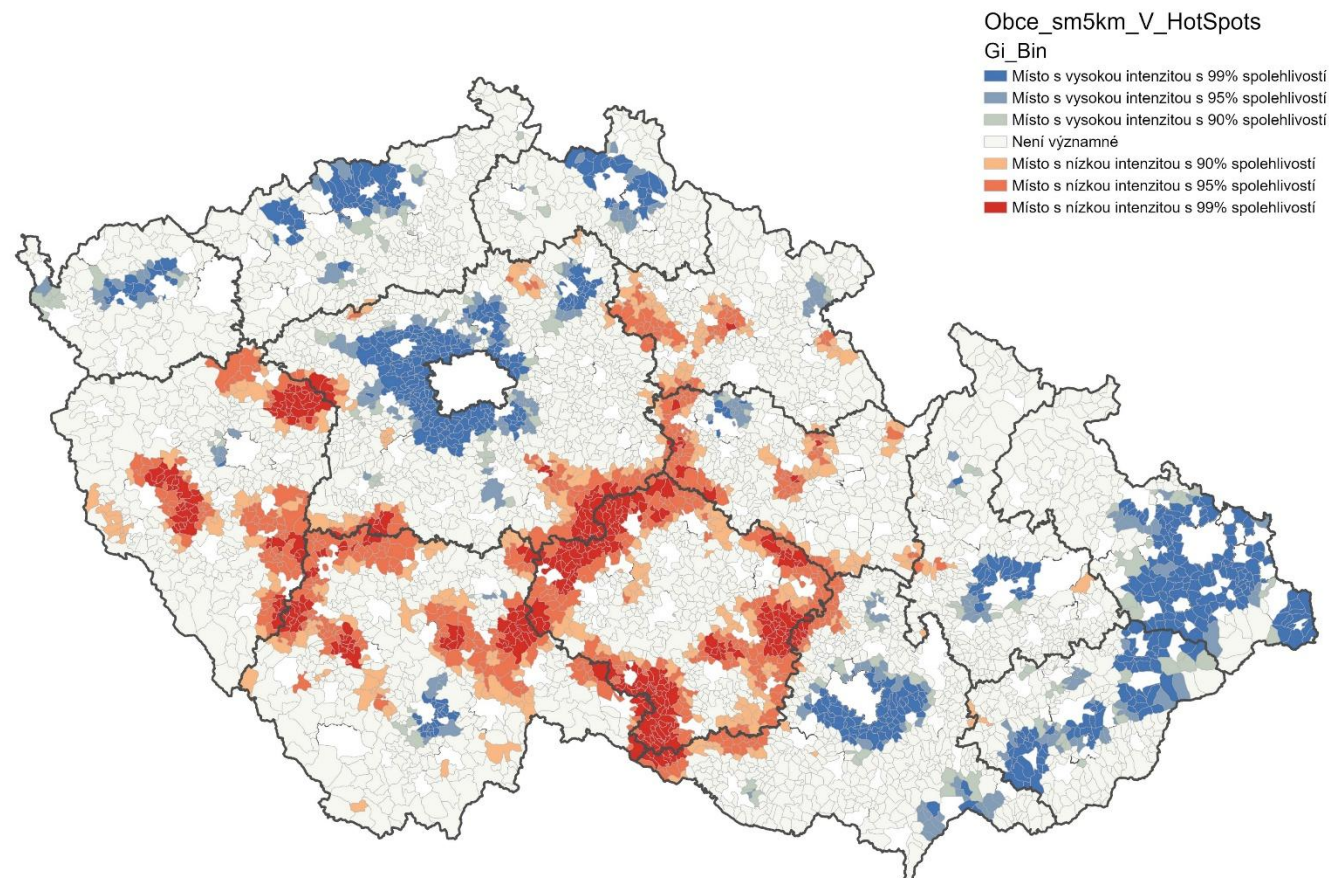 Obce_sm5km_V_HotSpots
Gi_Bin
Místo s vysokou intenzitou s 99% spolehlivostí
Místo s vysokou intenzitou s 95% spolehlivostí
Místo s vysokou intenzitou s 90% spolehlivostí
Není významné
Místo s nízkou intenzitou s 90% spolehlivostí
Místo s nízkou intenzitou s 95% spolehlivostí
Místo s nízkou intenzitou s 99% spolehlivostí